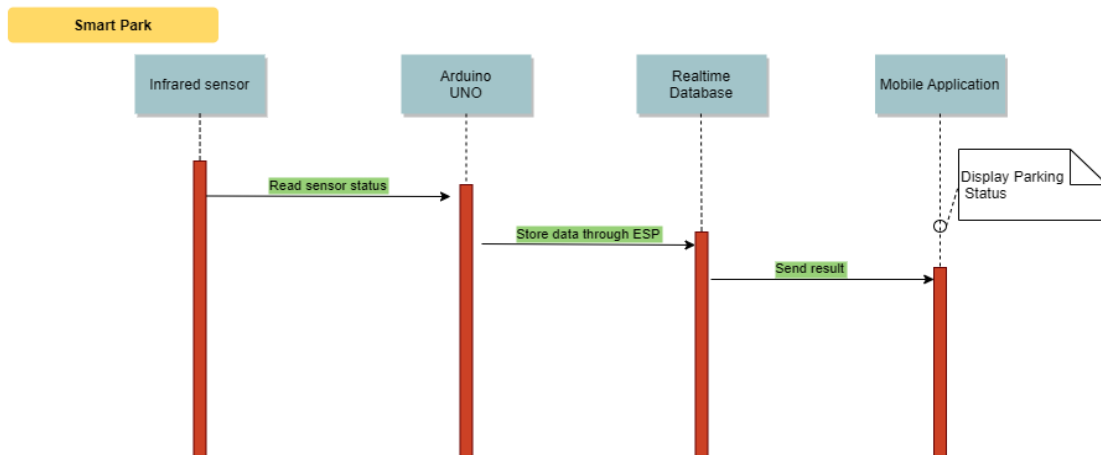 Smart Park
Infrared sensor
Arduino
UNO
Realtime
Database
Mobile Application
Display Parking
Status
Read sensor status
Store data through ESP
Send result